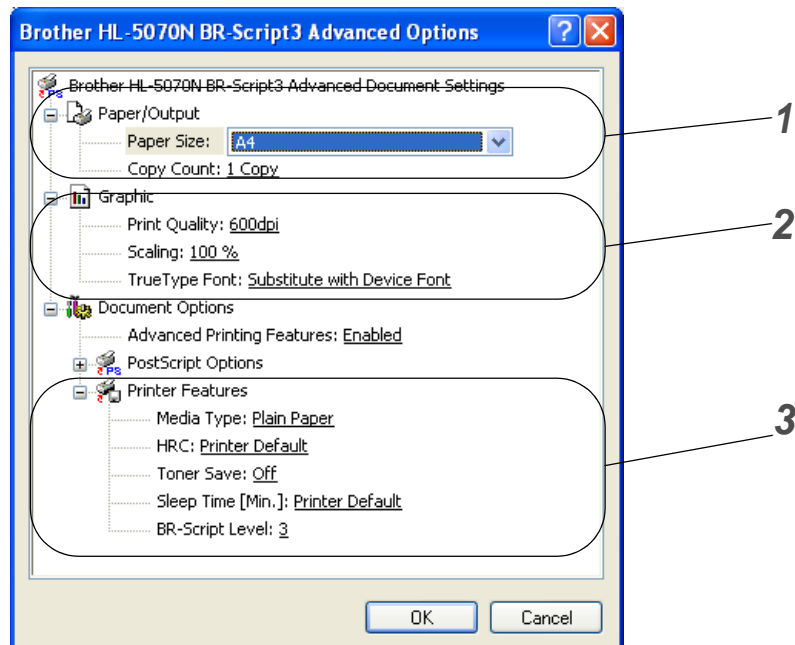 Brother HL-5070N BR-Script3 Advanced Options
Brother HL-5070N BR-Script3 Advanced Document Settings
Paper/Output
Paper Size: A4
Copy Count: 1 Copy
1
Graphic
Print Quality: 600dpi
Scaling: 100 %
TrueType Font: Substitute with Device Font
2
Document Options
Advanced Printing Features: Enabled
PostScript Options
Printer Features
Media Type: Plain Paper
HRC: Printer Default
Toner Save: Off
Sleep Time [Min.]: Printer Default
BR-Script Level: 3
3
OK
Cancel